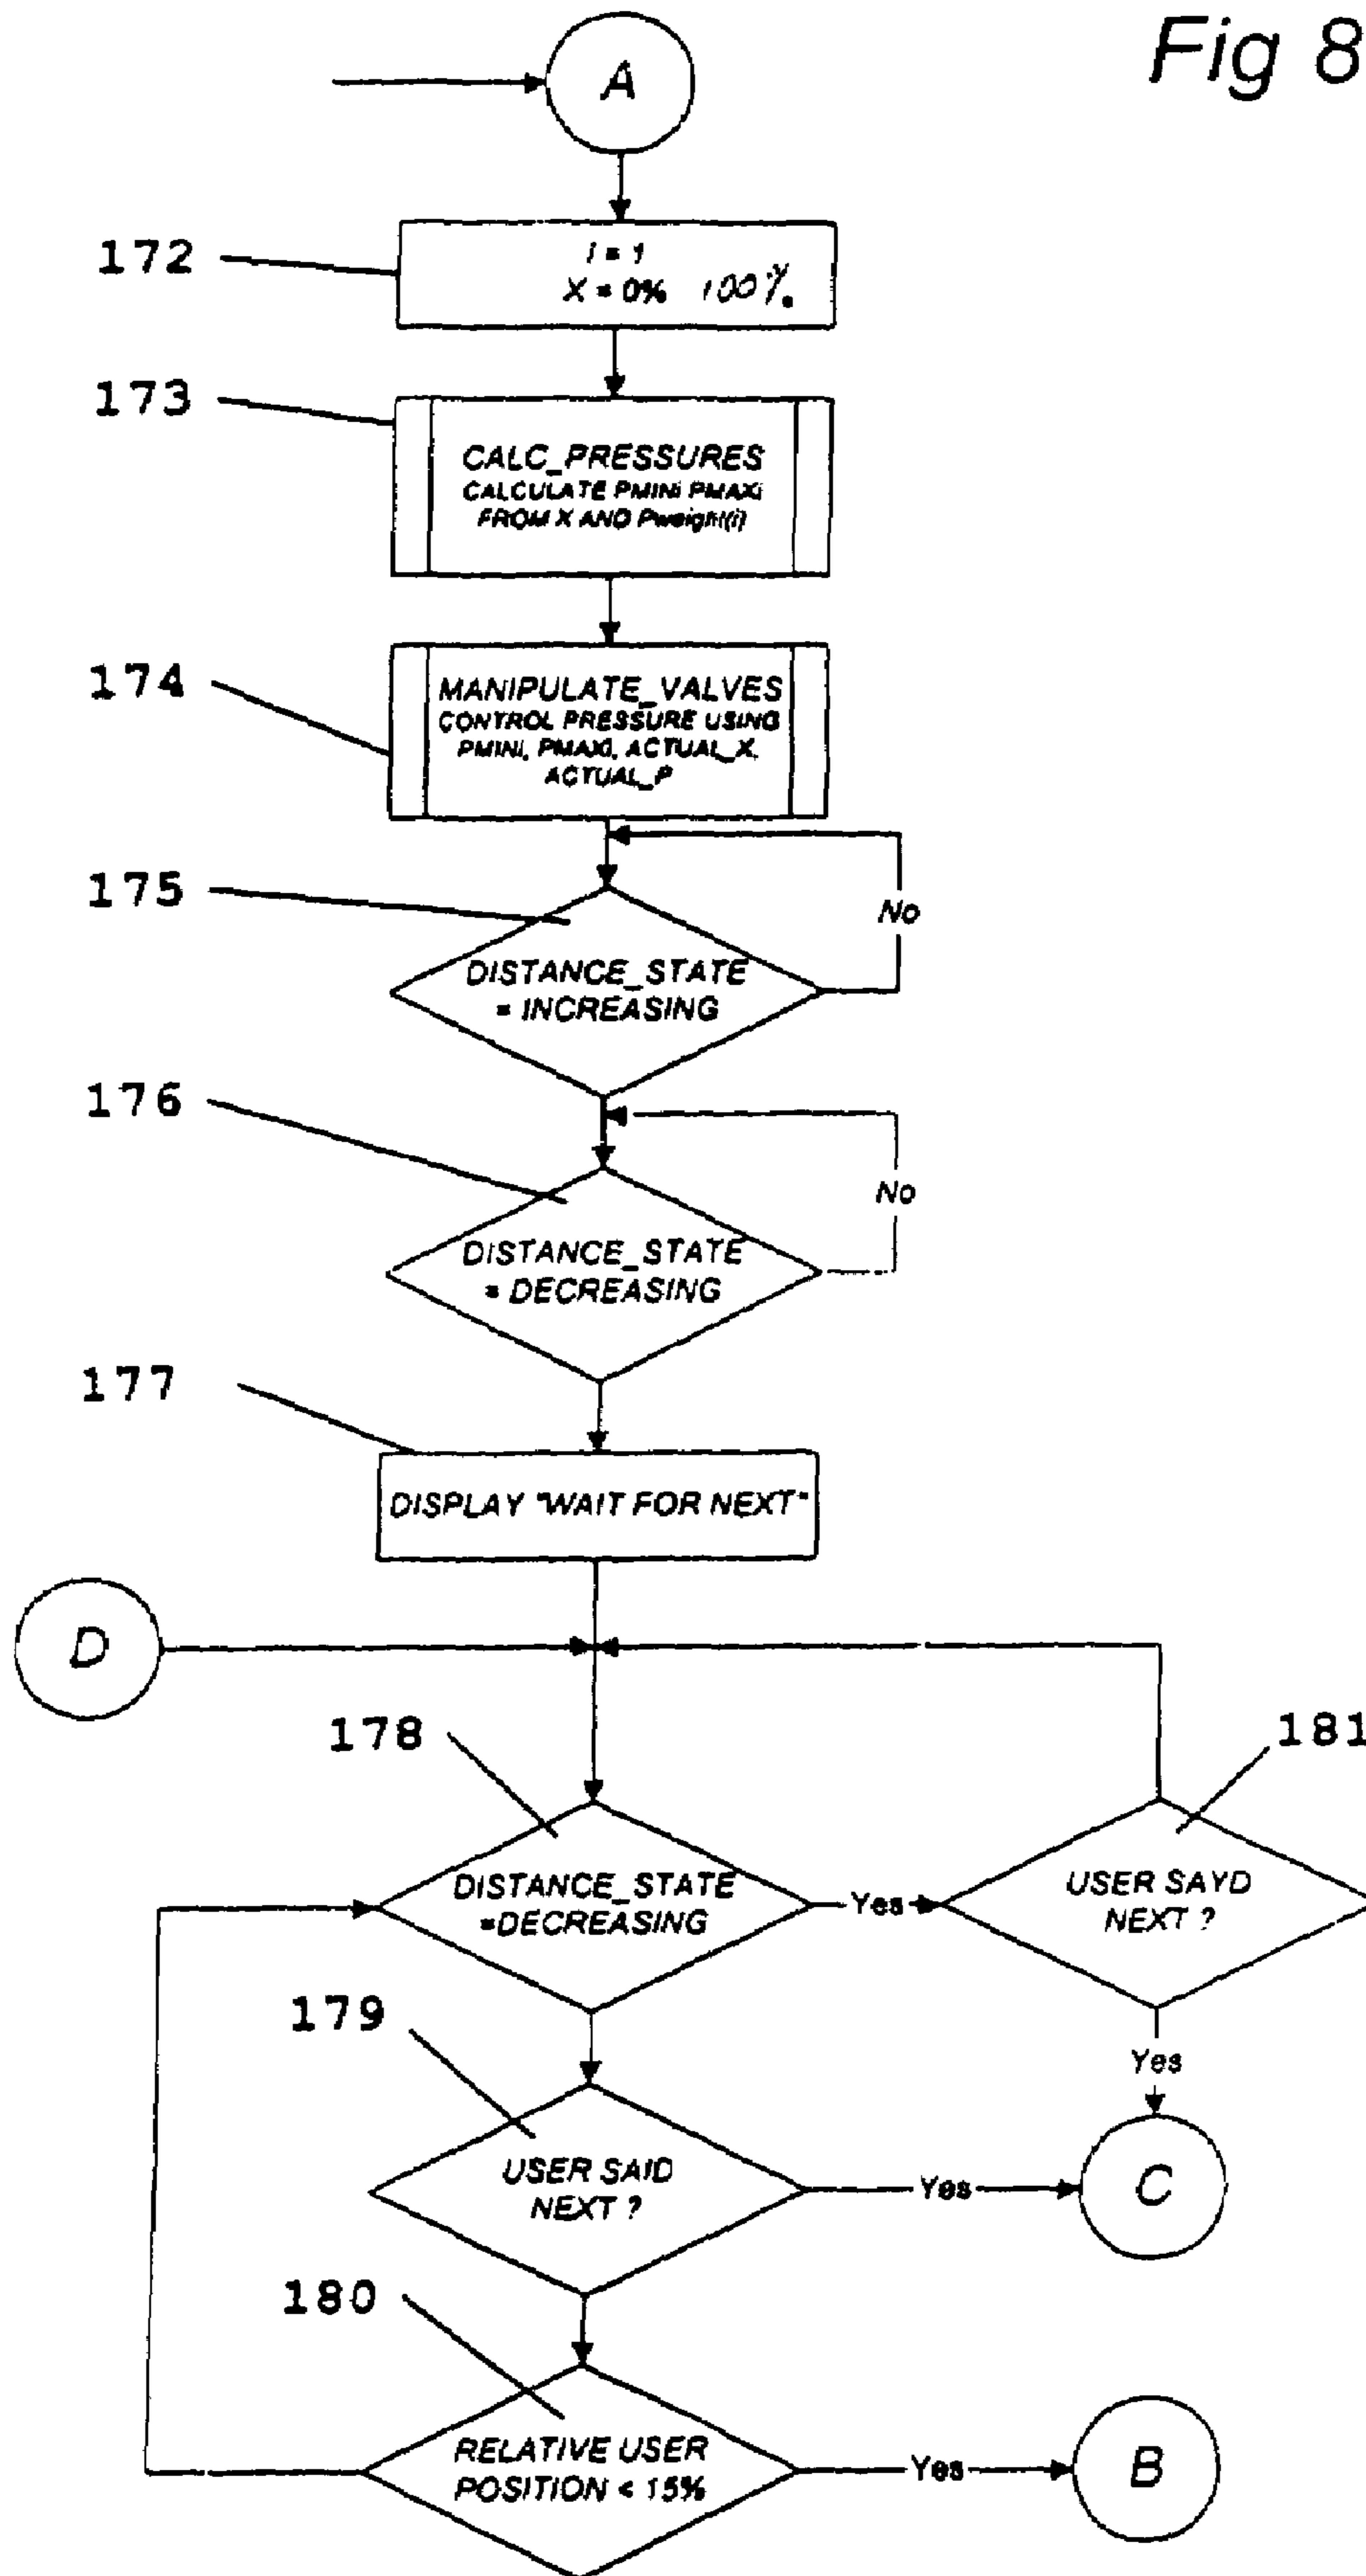 Fig 8
A
172
i = 1
X = 0% 100%
173
CALC_PRESSURES
CALCULATE PMINi PMAXi
FROM X AND Pweight(i)
174
MANIPULATE_VALVES
CONTROL PRESSURE USING
PMINi, PMAXi, ACTUAL_X,
ACTUAL_P
175
No
DISTANCE_STATE
= INCREASING
176
No
DISTANCE_STATE
= DECREASING
177
DISPLAY "WAIT FOR NEXT"
D
178
181
DISTANCE_STATE
=DECREASING
Yes
USER SAYD
NEXT ?
179
Yes
USER SAID
NEXT ?
Yes
C
180
RELATIVE USER
POSITION < 15%
Yes
B